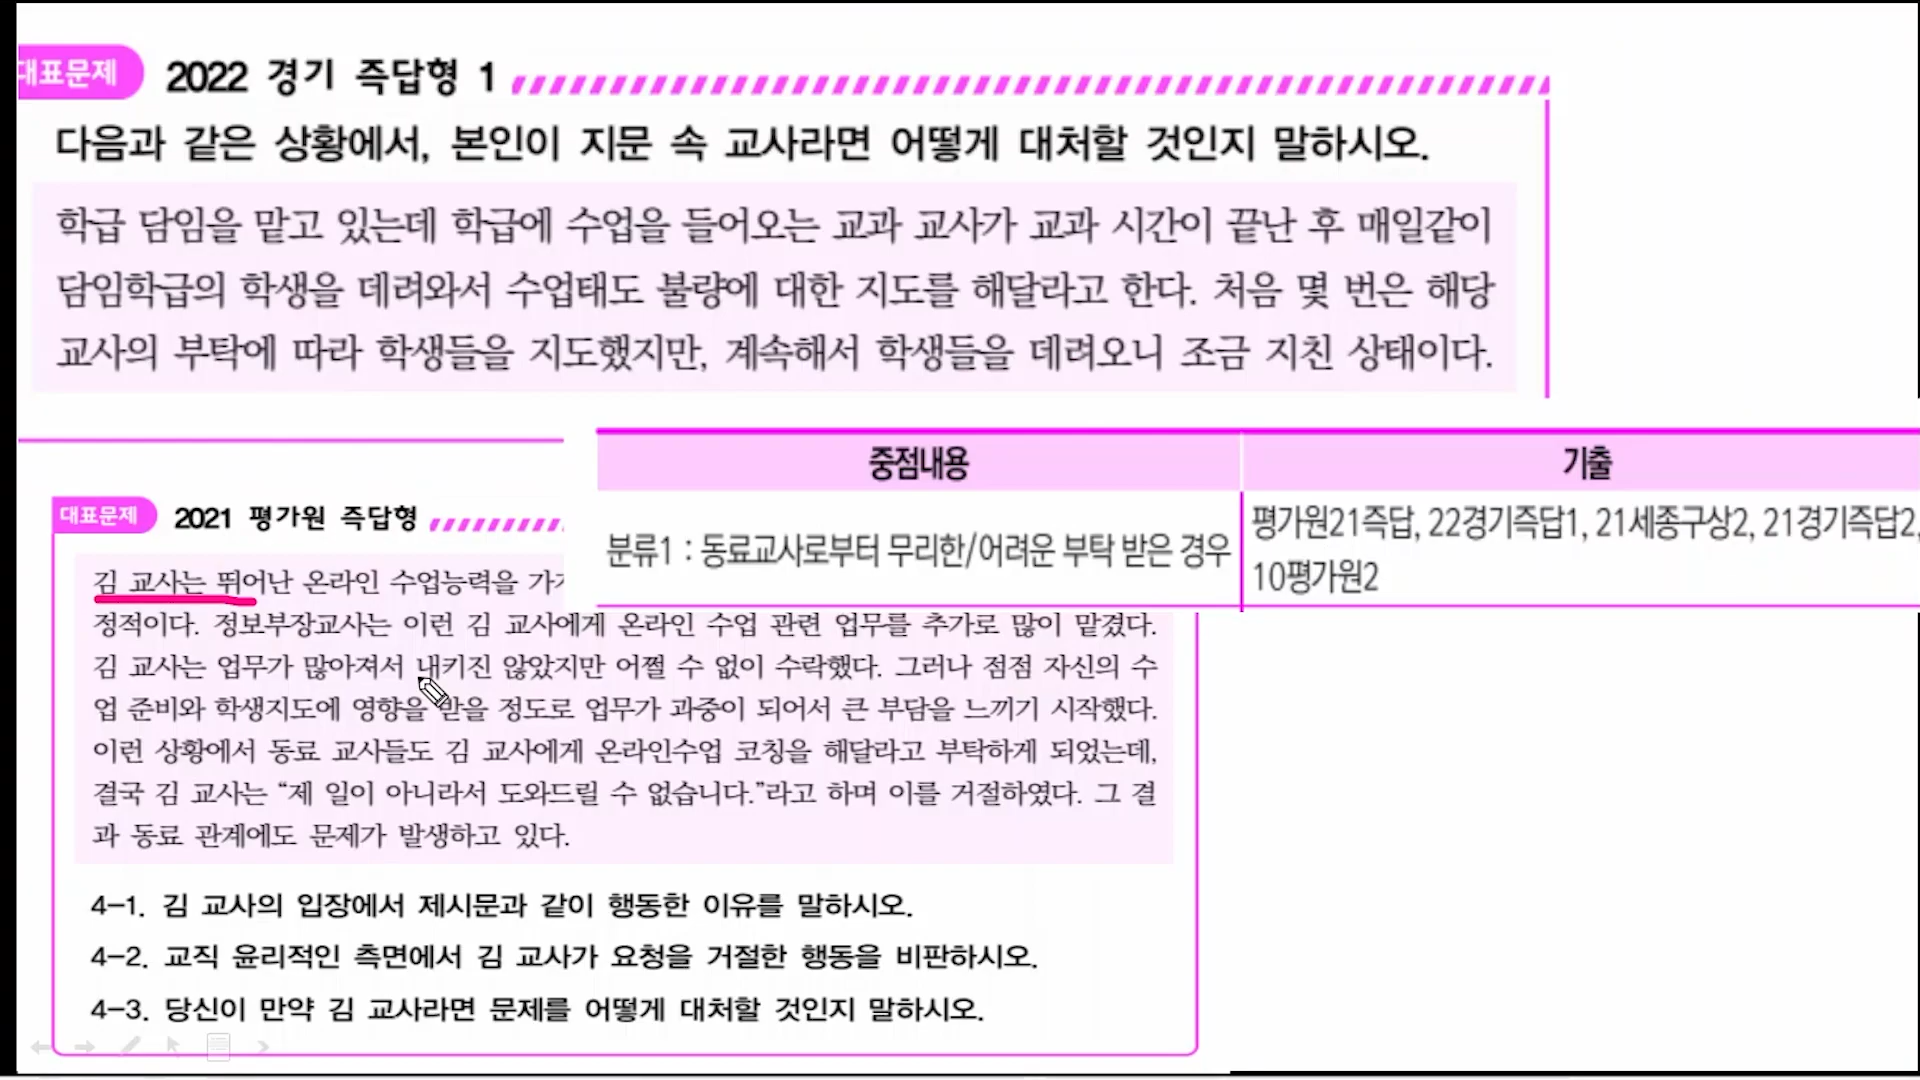 대표문제 2022 경기 즉답형 1
다음과 같은 상황에서, 본인이 지문 속 교사라면 어떻게 대처할 것인지 말하시오.
학급 담임을 맡고 있는데 학급에 수업을 들어오는 교과 교사가 교과 시간이 끝난 후 매일같이
담임학급의 학생을 데려와서 수업태도 불량에 대한 지도를 해달라고 한다. 처음 몇 번은 해당
교사의 부탁에 따라 학생들을 지도했지만, 계속해서 학생들을 데려오니 조금 지친 상태이다.
중점내용 기출
분류1 : 동료교사로부터 무리한/어려운 부탁 받은 경우
평가원21즉답, 22경기즉답1, 21세종구상2, 21경기즉답2,
10평가원2
대표문제 2021 평가원 즉답형
김 교사는 뛰어난 온라인 수업능력을
정적이다. 정보부장교사는 이런 김 교사에게 온라인 수업 관련 업무를 추가로 많이 맡겼다.
김 교사는 업무가 많아져서 내키진 않았지만 어쩔 수 없이 수락했다. 그러나 점점 자신의 수
업 준비와 학생지도에 영향을 받을 정도로 업무가 과중이 되어서 큰 부담을 느끼기 시작했다.
이런 상황에서 동료 교사들도 김 교사에게 온라인수업 코칭을 해달라고 부탁하게 되었는데,
결국 김 교사는 “제 일이 아니라서 도와드릴 수 없습니다.”라고 하며 이를 거절하였다. 그 결
과 동료 관계에도 문제가 발생하고 있다.
4-1. 김 교사의 입장에서 제시문과 같이 행동한 이유를 말하시오.
4-2. 교직 윤리적인 측면에서 김 교사가 요청을 거절한 행동을 비판하시오.
4-3. 당신이 만약 김 교사라면 문제를 어떻게 대처할 것인지 말하시오.